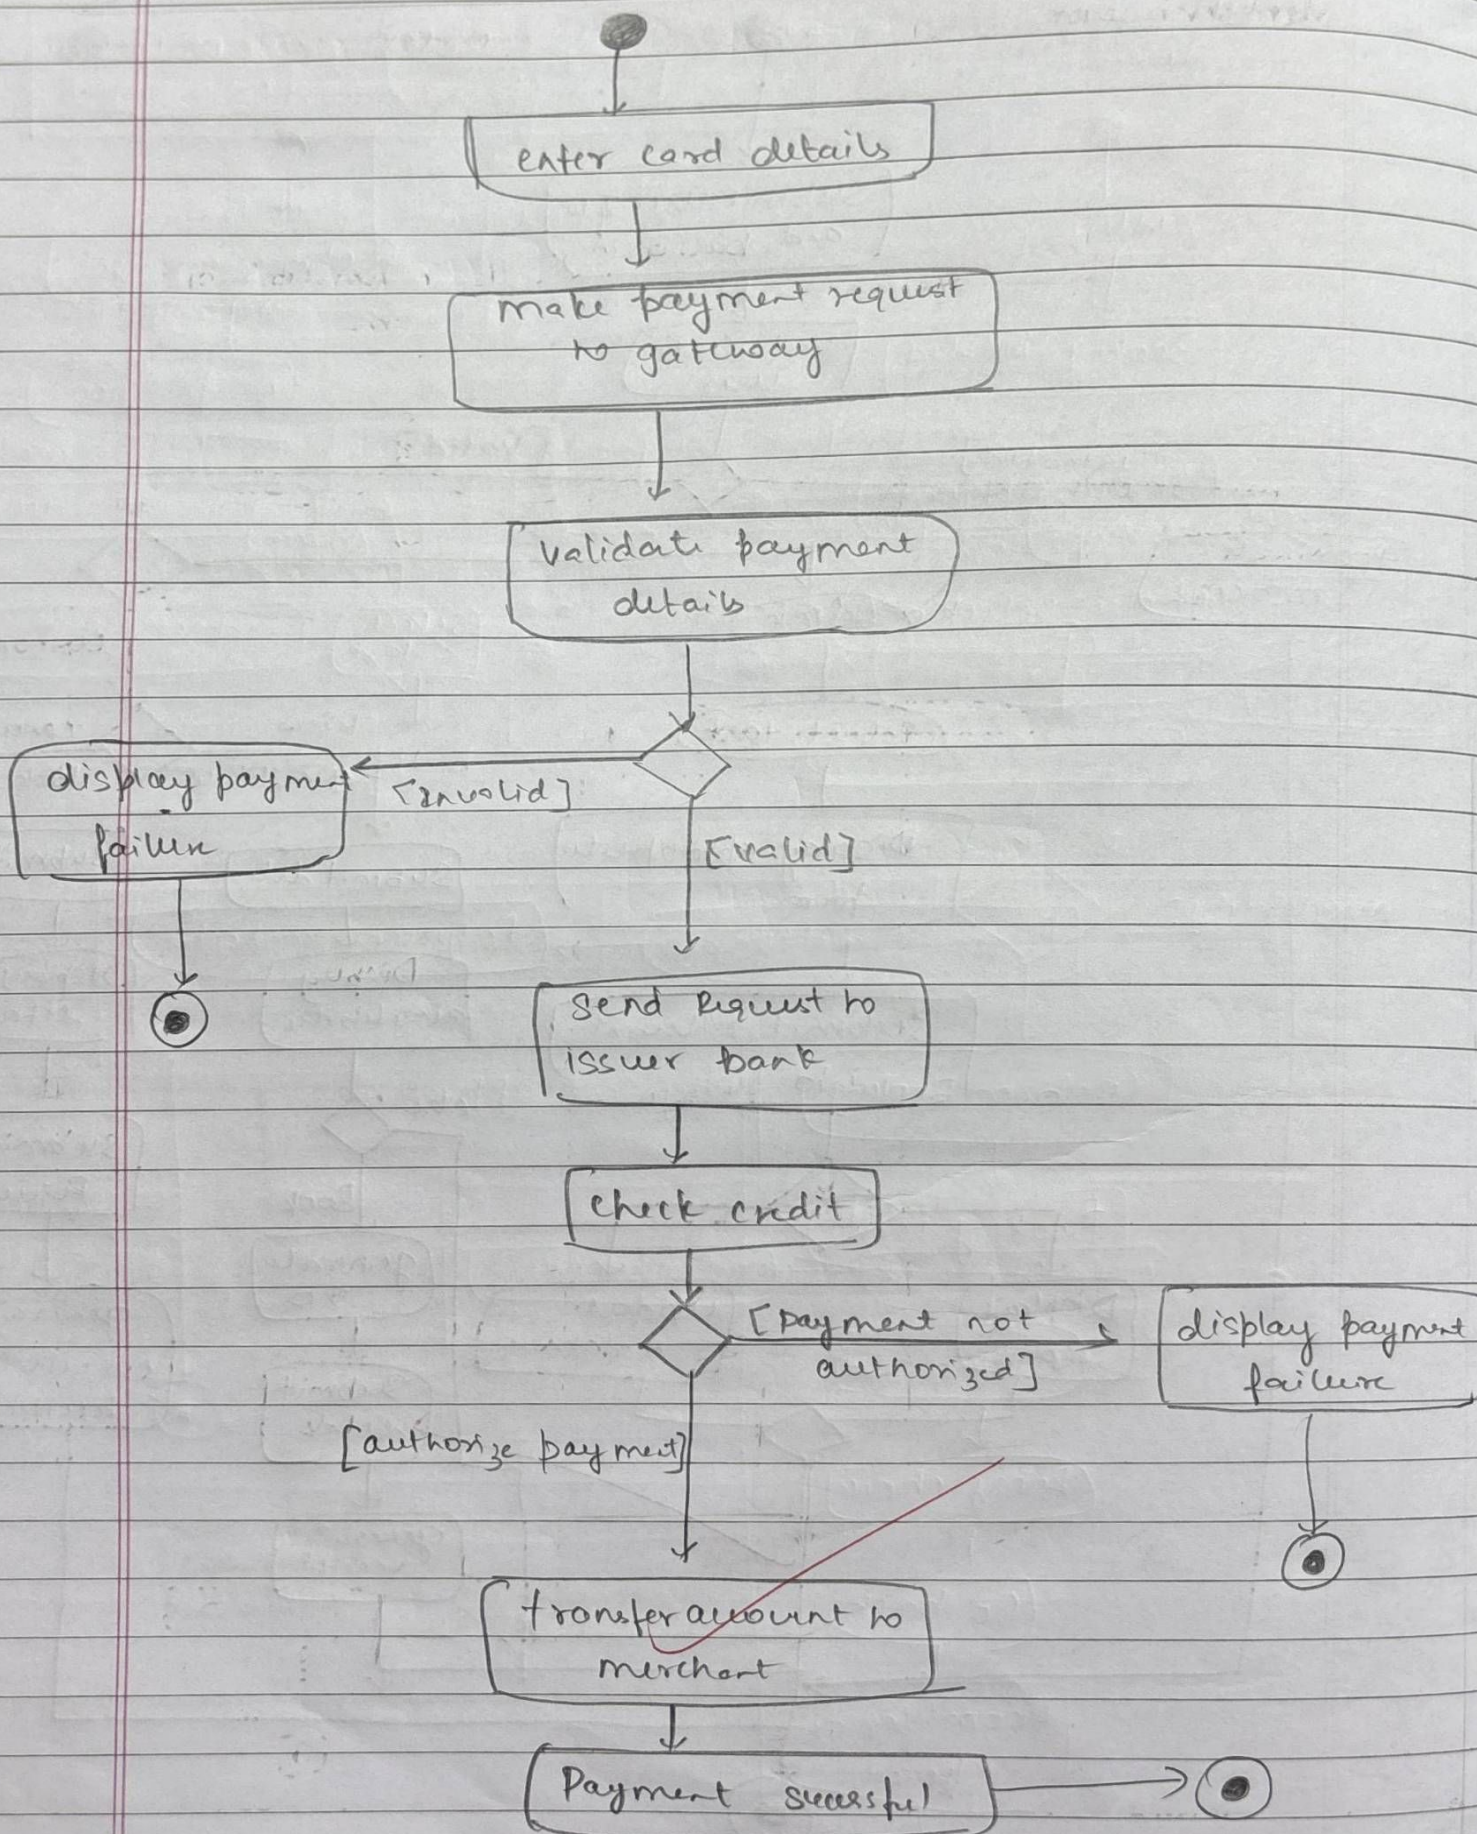 enter card details
make payment request
to gateway
validate payment
details
display payment
failure
[invalid]
[valid]
send Request to
issuer bank
check credit
[payment not
authorized]
display payment
failure
[authorize payment]
transfer account to
merchant
Payment successful